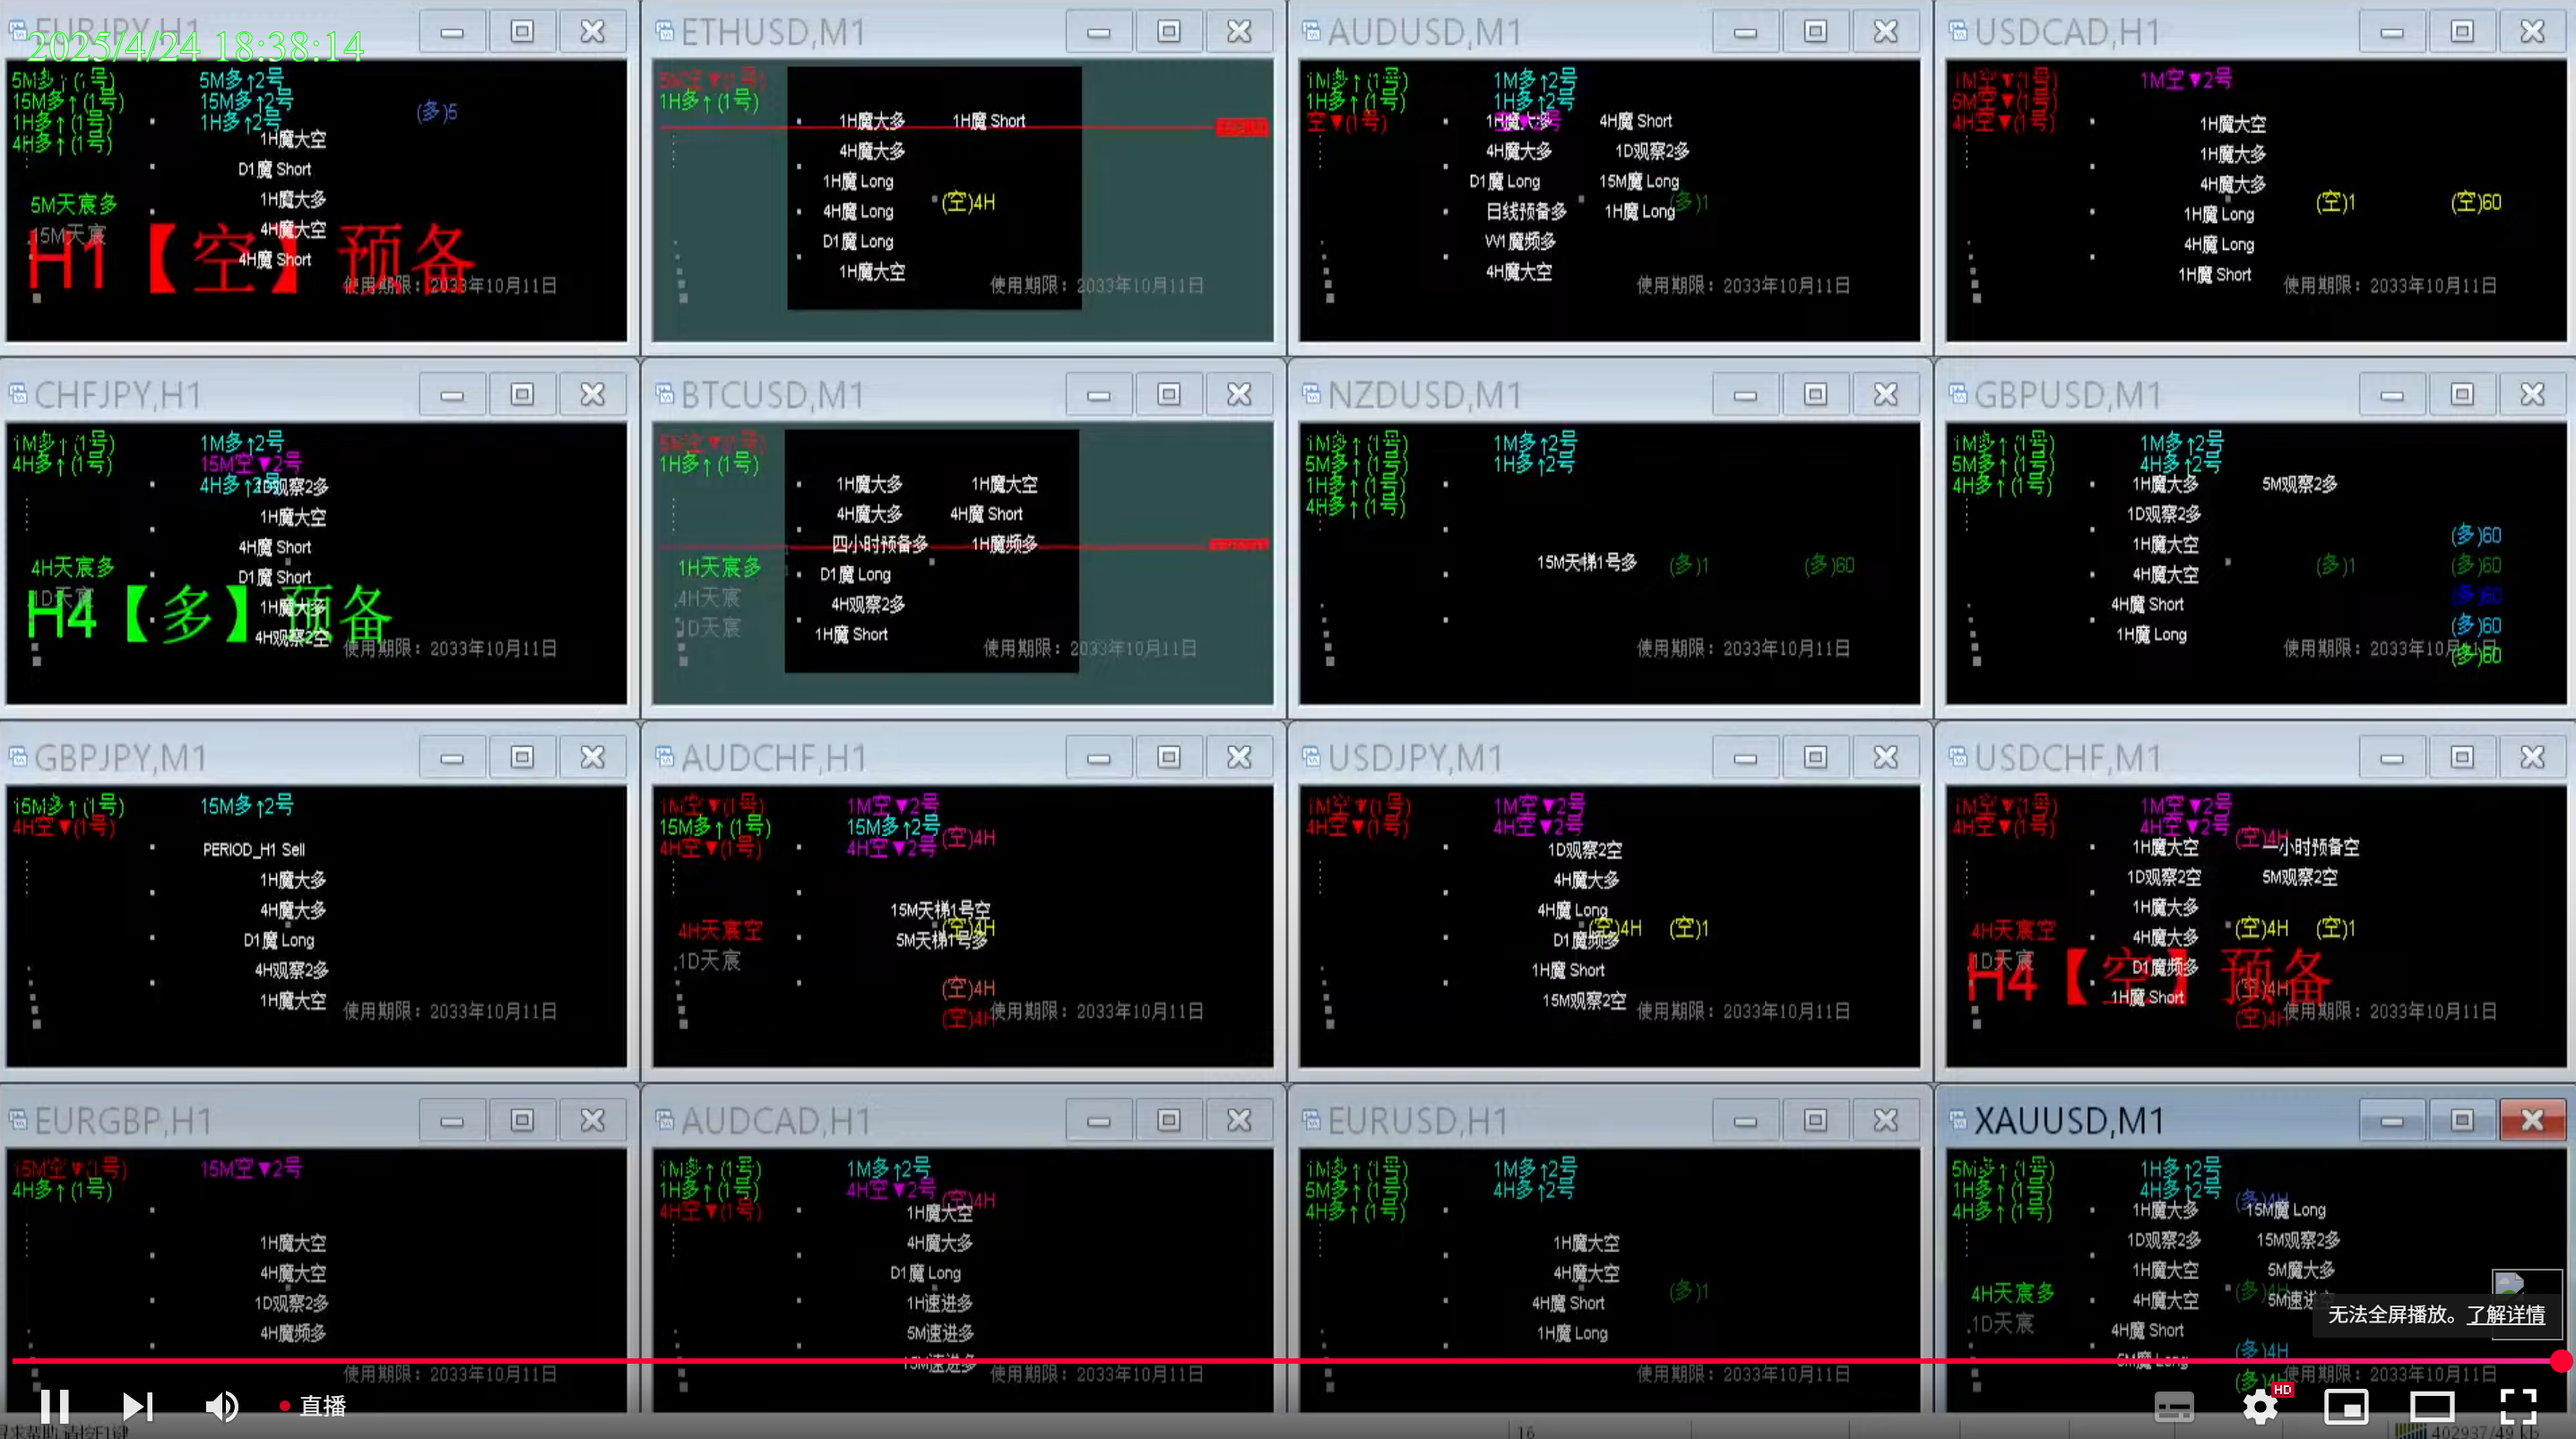 EURJPY,H1
2025/4/24 18:38:14
5M多↑(1号) 5M多↑2号
15M多↑(1号) 15M多↑2号 (多)5
1H多↑(1号) 1H多↑2号
4H多↑(1号) 1H魔大空
D1魔 Short
1H魔大多
5M天宸多
4H魔大空
15M天宸
H1【空】预备
4H魔 Short
使用期限：2033年10月11日
ETHUSD,M1
5M空▼(1号)
1H多↑(1号)
1H魔大多 1H魔 Short
4H魔大多
1H魔 Long
4H魔 Long (空)4H
D1魔 Long
1H魔大空
使用期限：2033年10月11日
AUDUSD,M1
1M多↑(1号) 1M多↑2号
1H多↑(1号) 1H多↑2号
空▼(1号) 1H魔大多 4H魔 Short
4H魔大多 1D观察2多
D1魔 Long 15M魔 Long
日线预备多 1H魔 Long (多)1
W1魔频多
4H魔大空
使用期限：2033年10月11日
USDCAD,H1
1M空▼(1号) 1M空▼2号
5M空▼(1号)
4H空▼(1号) 1H魔大空
1H魔大多
4H魔大多
1H魔 Long (空)1 (空)60
4H魔 Long
1H魔 Short
使用期限：2033年10月11日
CHFJPY,H1
1M多↑(1号) 1M多↑2号
4H多↑(1号) 15M空▼2号
4H多↑2号 1D观察2多
1H魔大空
4H魔 Short
4H天宸多 D1魔 Short
1D天宸 1H魔大多
H4【多】预备
4H观察2空
使用期限：2033年10月11日
BTCUSD,M1
5M空▼(1号)
1H多↑(1号)
1H魔大多 1H魔大空
4H魔大多 4H魔 Short
四小时预备多 1H魔频多
1H天宸多 D1魔 Long
4H天宸 4H观察2多
1D天宸 1H魔 Short
使用期限：2033年10月11日
NZDUSD,M1
1M多↑(1号) 1M多↑2号
5M多↑(1号) 1H多↑2号
1H多↑(1号)
4H多↑(1号)
15M天梯1号多 (多)1 (多)60
使用期限：2033年10月11日
GBPUSD,M1
1M多↑(1号) 1M多↑2号
5M多↑(1号) 4H多↑2号
4H多↑(1号) 1H魔大多 5M观察2多
1D观察2多
1H魔大空 (多)60
4H魔大空 (多)1 (多)60
4H魔 Short (多)60
1H魔 Long (多)60
使用期限：2033年10月11日 (多)60
GBPJPY,M1
15M多↑(1号) 15M多↑2号
4H空▼(1号)
PERIOD_H1 Sell
1H魔大多
4H魔大多
D1魔 Long
4H观察2多
1H魔大空
使用期限：2033年10月11日
AUDCHF,H1
1M空▼(1号) 1M空▼2号
15M多↑(1号) 15M多↑2号
4H空▼(1号) 4H空▼2号 (空)4H
15M天梯1号空
4H天宸空 (空)4H
5M天梯1号多
1D天宸
(空)4H
(空)4H 使用期限：2033年10月11日
USDJPY,M1
1M空▼(1号) 1M空▼2号
4H空▼(1号) 4H空▼2号
1D观察2空
4H魔大多
4H魔 Long
(空)4H (空)1
D1魔频多
1H魔 Short
15M观察2空
使用期限：2033年10月11日
USDCHF,M1
1M空▼(1号) 1M空▼2号
4H空▼(1号) 4H空▼2号
(空)4H
1H魔大空 一小时预备空
1D观察2空 5M观察2空
1H魔大多
4H天宸空 4H魔大多 (空)4H (空)1
1D天宸 D1魔频多
H4【空】预备
1H魔 Short (空)4H
(空)4H 使用期限：2033年10月11日
EURGBP,H1
15M空▼(1号) 15M空▼2号
4H多↑(1号)
1H魔大空
4H魔大空
1D观察2多
4H魔频多
使用期限：2033年10月11日
AUDCAD,H1
1M多↑(1号) 1M多↑2号
1H多↑(1号) 4H空▼2号 (空)4H
4H空▼(1号) 1H魔大空
4H魔大多
D1魔 Long
1H速进多
5M速进多
15M速进多
使用期限：2033年10月11日
EURUSD,H1
1M多↑(1号) 1M多↑2号
5M多↑(1号) 4H多↑2号
4H多↑(1号)
1H魔大空
4H魔大空
4H魔 Short (多)1
1H魔 Long
使用期限：2033年10月11日
XAUUSD,M1
5M多↑(1号) 1H多↑2号
1H多↑(1号) 4H多↑2号 (多)4H
4H多↑(1号) 1H魔大多 15M魔 Long
1D观察2多 15M观察2多
1H魔大空 5M魔大多
4H天宸多 4H魔大空 (多)4H 5M速进
1D天宸 4H魔 Short
无法全屏播放。了解详情
5M魔 Long (多)4H
(多)4H 使用期限：2033年10月11日
直播
HD
16